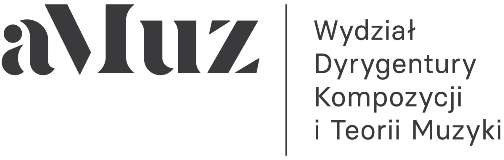 aMuz
Wydział
Dyrygentury
Kompozycji
i Teorii Muzyki